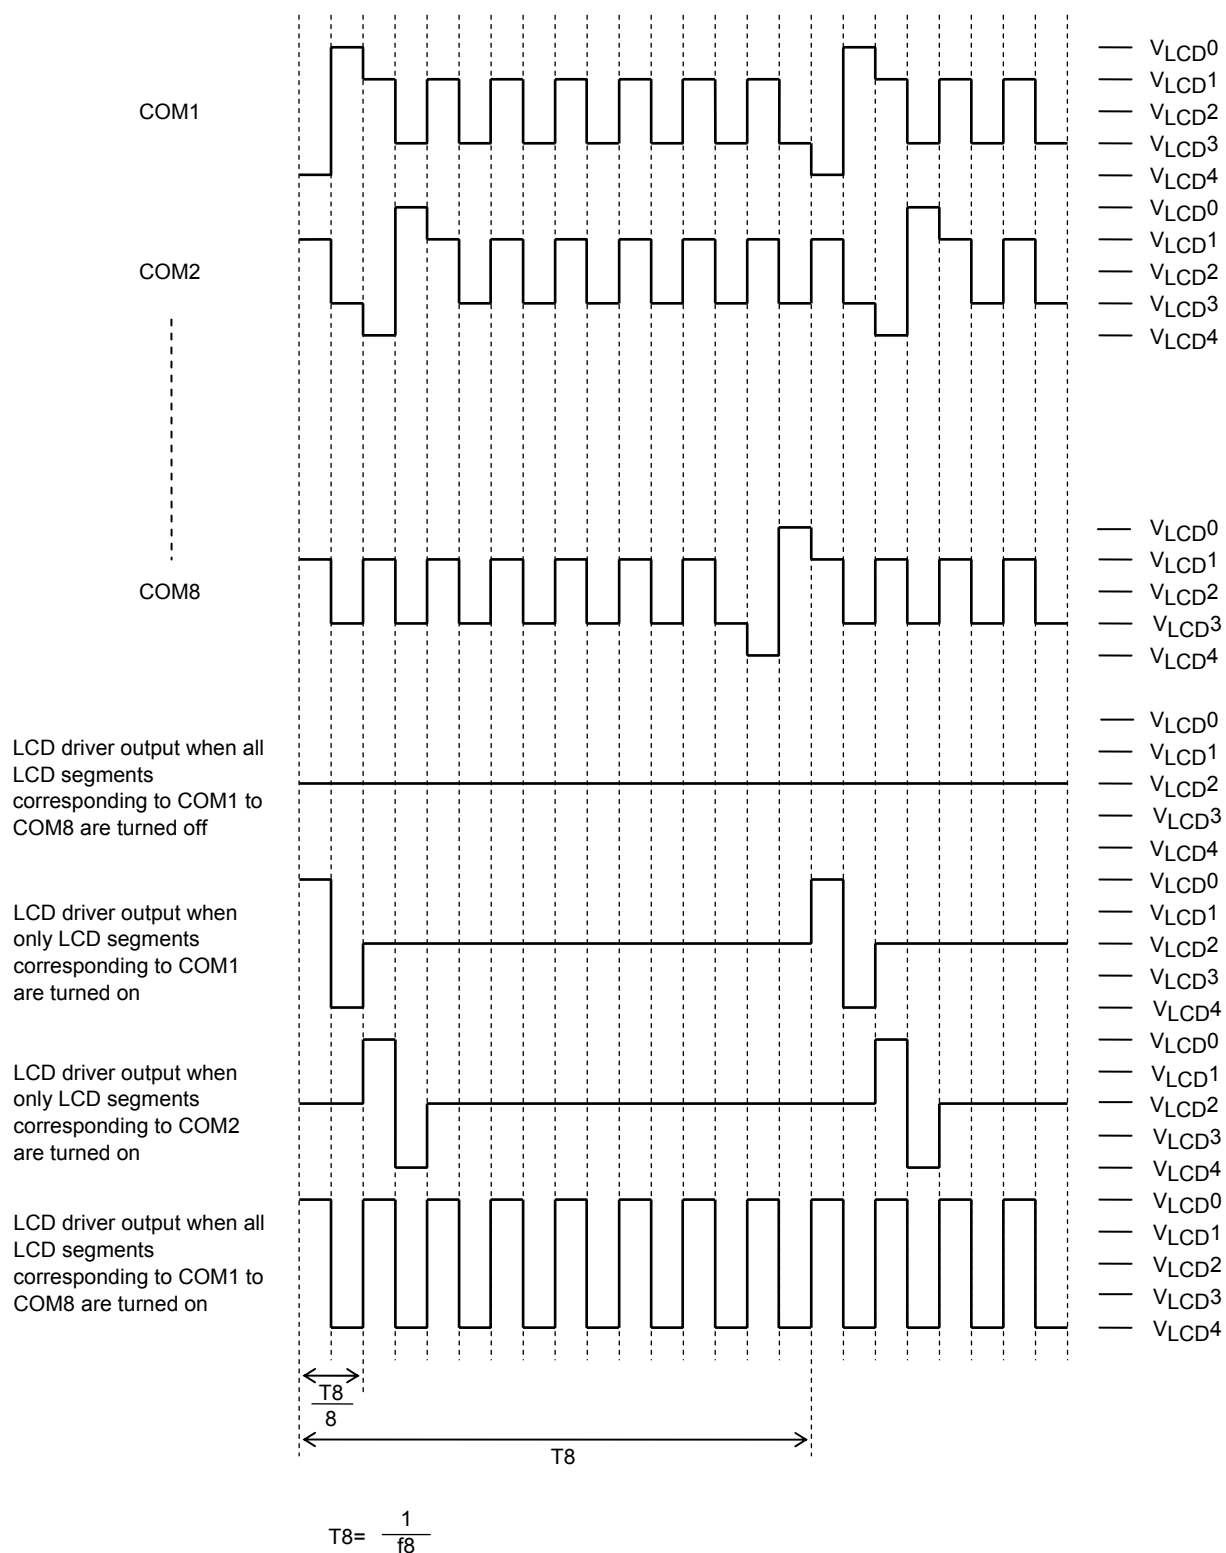 COM1
VLCD0
VLCD1
VLCD2
VLCD3
VLCD4
COM2
VLCD0
VLCD1
VLCD2
VLCD3
VLCD4
COM8
VLCD0
VLCD1
VLCD2
VLCD3
VLCD4
LCD driver output when all
LCD segments
corresponding to COM1 to
COM8 are turned off
VLCD0
VLCD1
VLCD2
VLCD3
VLCD4
LCD driver output when
only LCD segments
corresponding to COM1
are turned on
VLCD0
VLCD1
VLCD2
VLCD3
VLCD4
LCD driver output when
only LCD segments
corresponding to COM2
are turned on
VLCD0
VLCD1
VLCD2
VLCD3
VLCD4
LCD driver output when all
LCD segments
corresponding to COM1 to
COM8 are turned on
VLCD0
VLCD1
VLCD2
VLCD3
VLCD4
T8
8
T8
T8= 1
f8